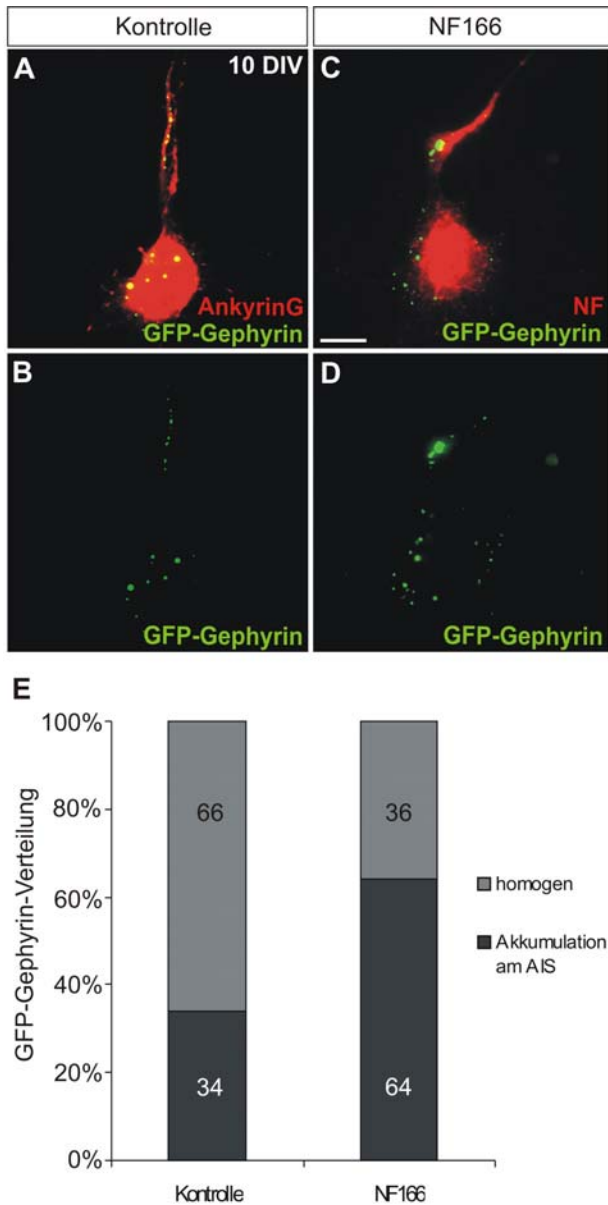 Kontrolle
NF166
A
10 DIV
C
AnkyrinG
GFP-Gephyrin
NF
GFP-Gephyrin
B
D
GFP-Gephyrin
GFP-Gephyrin
E
GFP-Gephyrin-Verteilung
100%
80%
60%
40%
20%
0%
66
34
36
64
homogen
Akkumulation
am AIS
Kontrolle
NF166